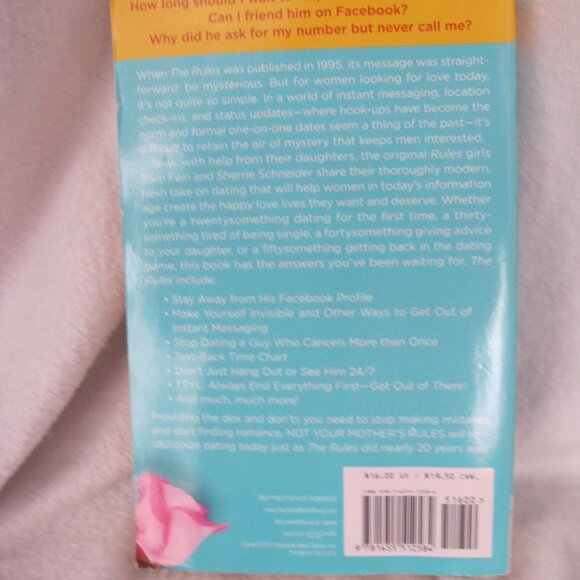 How long should I wait to
Can I friend him on Facebook?
Why did he ask for my number but never call me?
When The Rules was published in 1995, its message was straight-
forward: be mysterious. But for women looking for love today,
it's not quite so simple. In a world of instant messaging, location
check-ins, and status updates—where hook-ups have become the
norm and formal one-on-one dates seem a thing of the past—it's
difficult to retain the air of mystery that keeps men interested.
Now, with help from their daughters, the original Rules girls
Ellen Fein and Sherrie Schneider share their thoroughly modern,
fresh take on dating that will help women in today's information
age create the happy love lives they want and deserve. Whether
you're a twentysomething dating for the first time, a thirty-
something tired of being single, a fortysomething giving advice
to your daughter, or a fiftysomething getting back in the dating
game, this book has the answers you've been waiting for. The
Rules include:
• Stay Away from His Facebook Profile
• Make Yourself Invisible and Other Ways to Get Out of
Instant Messaging
• Stop Dating a Guy Who Cancels More than Once
• Text-Back Time Chart
• Don't Just Hang Out or See Him 24/7
• TTYL: Always End Everything First—Get Out of There!
• And much, much more!
Providing the dos and don'ts you need to stop making mistakes
and start finding romance, NOT YOUR MOTHER'S RULES will
olutionize dating today just as The Rules did nearly 20 years ago
$16.00 US / $19.50 CAN.
51600>
9 781455 512584